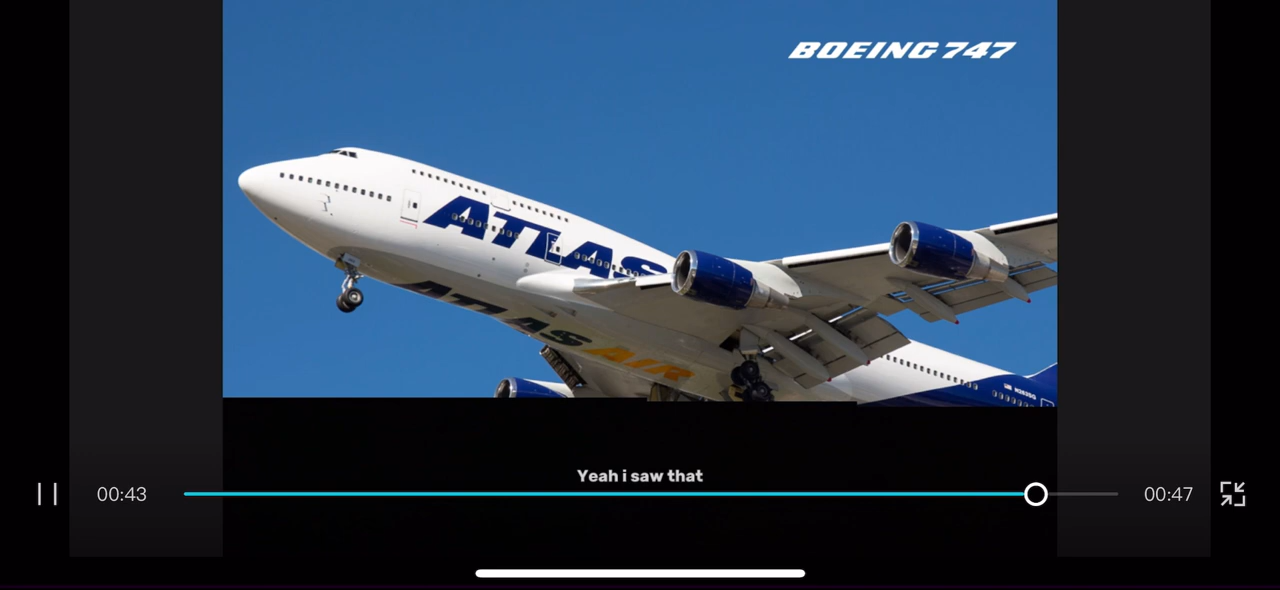 BOEING 747
ATLAS
ATLAS AIR
Yeah i saw that
00:43
00:47